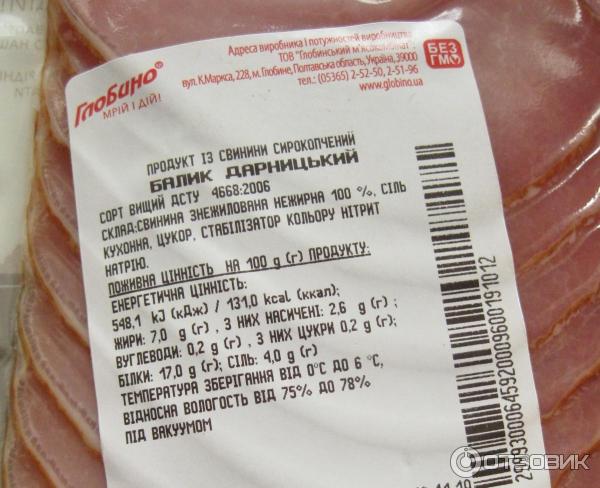 Адреса виробника і потужностей виробництва:
ТОВ "Глобинський м'ясокомбінат",
вул. К.Маркса, 228, м. Глобине, Полтавська область, Україна, 39000
тел.: (05365) 2-52-50, 2-51-96
www.globino.ua
БЕЗ
ГМО
Глобино®
МРІЙ І ДІЙ!
ПРОДУКТ ІЗ СВИНИНИ СИРОКОПЧЕНИЙ
БАЛИК ДАРНИЦЬКИЙ
СОРТ ВИЩИЙ ДСТУ 4668:2006
СКЛАД:СВИНИНА ЗНЕЖИЛОВАНА НЕЖИРНА 100 %, СІЛЬ
КУХОННА, ЦУКОР, СТАБІЛІЗАТОР КОЛЬОРУ НІТРИТ
НАТРІЮ.
ПОЖИВНА ЦІННІСТЬ НА 100 g (г) ПРОДУКТУ:
ЕНЕРГЕТИЧНА ЦІННІСТЬ:
548,1 kJ (кДж) / 131,0 kcal (ккал);
ЖИРИ: 7,0 g (г) , З НИХ НАСИЧЕНІ: 2,6 g (г) ;
ВУГЛЕВОДИ: 0,2 g (г) , З НИХ ЦУКРИ 0,2 g (г);
БІЛКИ: 17,0 g (г); СІЛЬ: 4,0 g (г)
ТЕМПЕРАТУРА ЗБЕРІГАННЯ ВІД 0°С ДО 6 °С,
ВІДНОСНА ВОЛОГОСТЬ ВІД 75% ДО 78%
ПІД ВАКУУМОМ
ОТЗОВИК